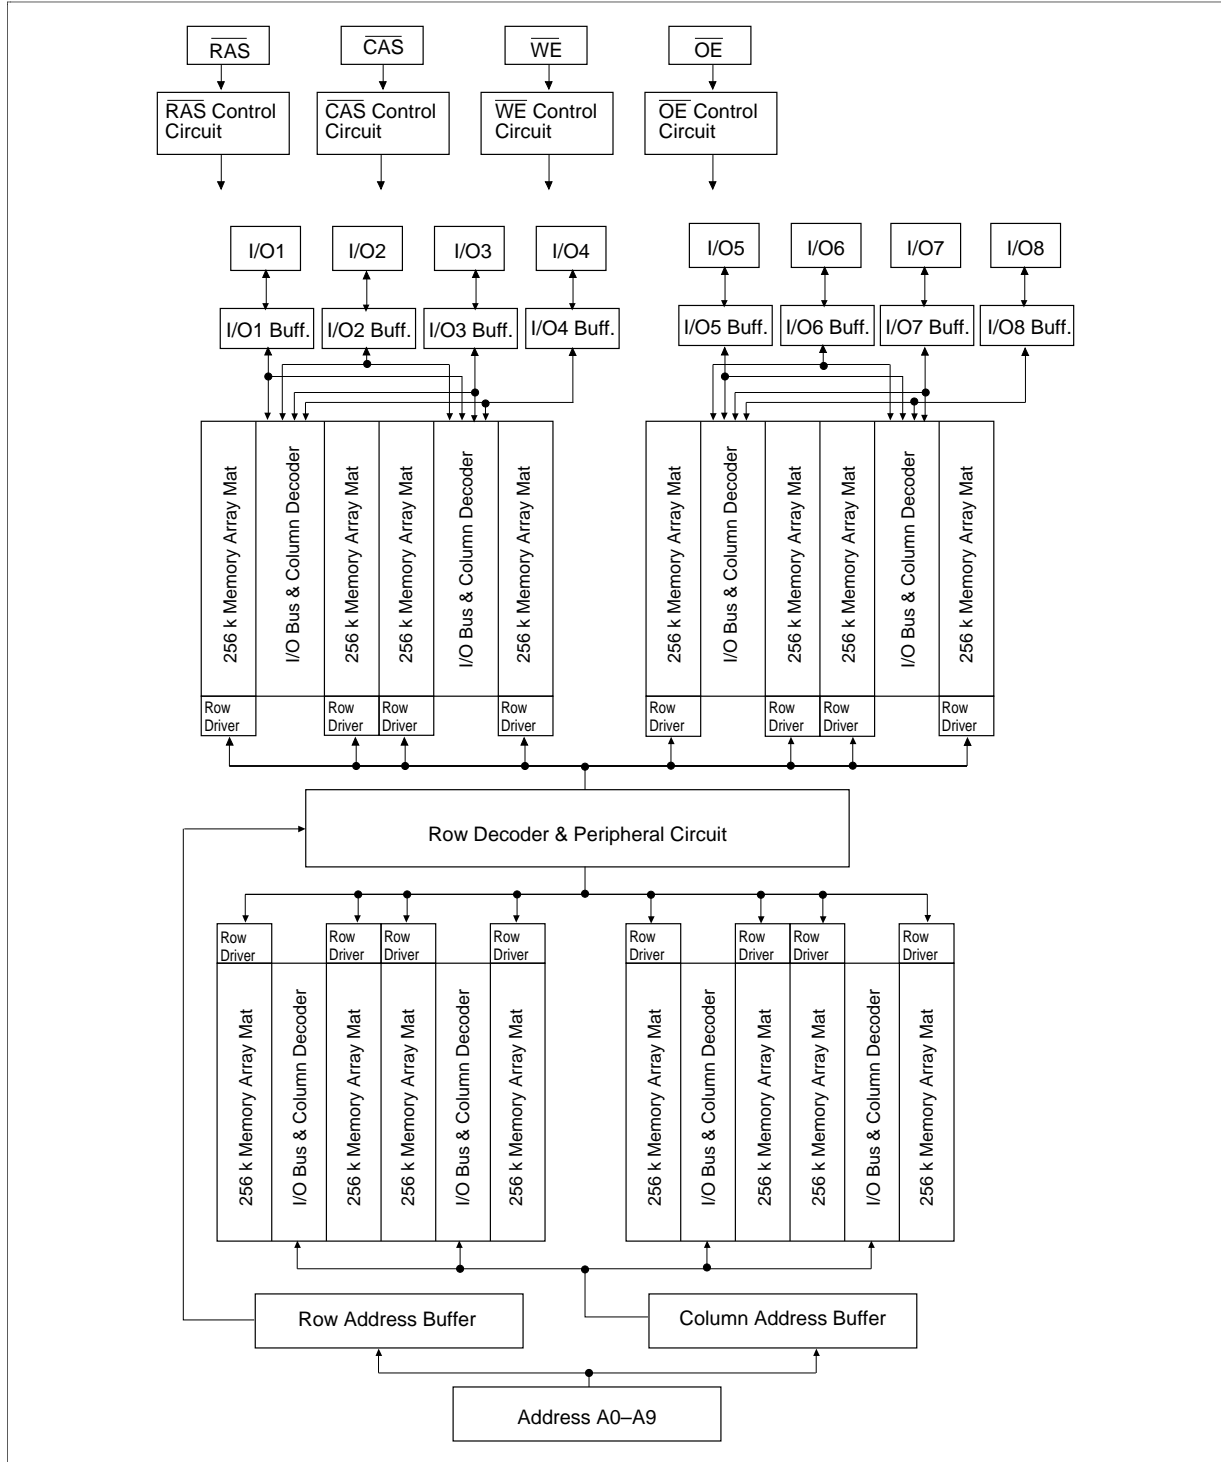 R̅A̅S̅
C̅A̅S̅
W̅E̅
O̅E̅
R̅A̅S̅ Control
Circuit
C̅A̅S̅ Control
Circuit
W̅E̅ Control
Circuit
O̅E̅ Control
Circuit
I/O1
I/O2
I/O3
I/O4
I/O5
I/O6
I/O7
I/O8
I/O1 Buff.
I/O2 Buff.
I/O3 Buff.
I/O4 Buff.
I/O5 Buff.
I/O6 Buff.
I/O7 Buff.
I/O8 Buff.
256 k Memory Array Mat
I/O Bus & Column Decoder
256 k Memory Array Mat
256 k Memory Array Mat
I/O Bus & Column Decoder
256 k Memory Array Mat
256 k Memory Array Mat
I/O Bus & Column Decoder
256 k Memory Array Mat
256 k Memory Array Mat
I/O Bus & Column Decoder
256 k Memory Array Mat
Row
Driver
Row
Driver
Row
Driver
Row
Driver
Row
Driver
Row
Driver
Row
Driver
Row
Driver
Row Decoder & Peripheral Circuit
Row
Driver
Row
Driver
Row
Driver
Row
Driver
Row
Driver
Row
Driver
Row
Driver
Row
Driver
256 k Memory Array Mat
I/O Bus & Column Decoder
256 k Memory Array Mat
256 k Memory Array Mat
I/O Bus & Column Decoder
256 k Memory Array Mat
256 k Memory Array Mat
I/O Bus & Column Decoder
256 k Memory Array Mat
256 k Memory Array Mat
I/O Bus & Column Decoder
256 k Memory Array Mat
Row Address Buffer
Column Address Buffer
Address A0–A9